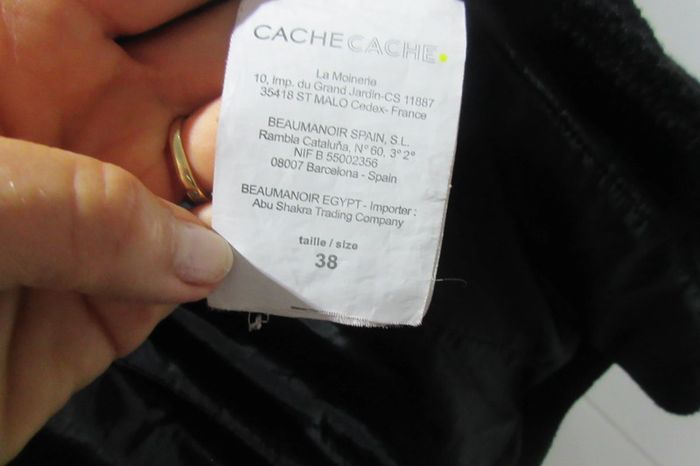 CACHECACHE.
La Moinerie
10, Imp. du Grand Jardin-CS 11887
35418 ST MALO Cedex- France
BEAUMANOIR SPAIN, S.L.
Rambla Cataluña, N° 60, 3° 2°
NIF B 55002356
08007 Barcelona - Spain
BEAUMANOIR EGYPT - Importer :
Abu Shakra Trading Company
taille / size
38